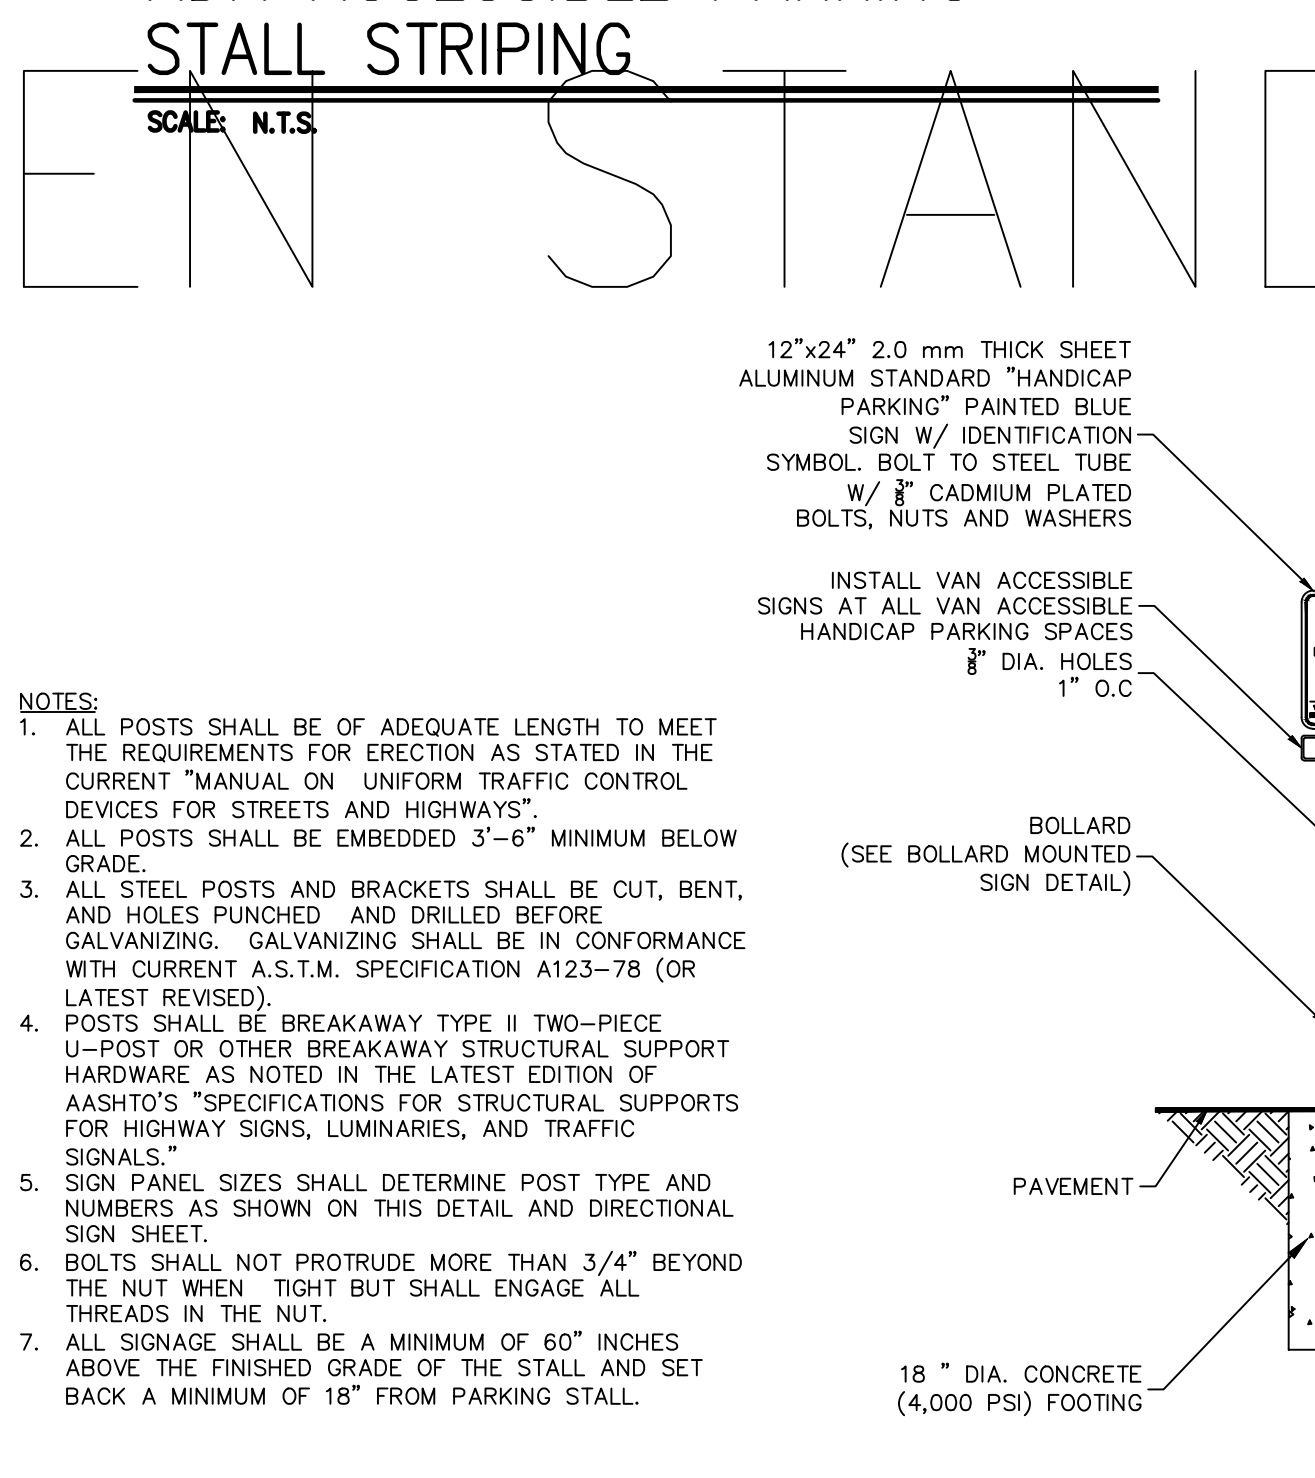 STALL STRIPING
SCALE: N.T.S.
EN STAN
12"x24" 2.0 mm THICK SHEET
ALUMINUM STANDARD "HANDICAP
PARKING" PAINTED BLUE
SIGN W/ IDENTIFICATION
SYMBOL. BOLT TO STEEL TUBE
W/ 3/8" CADMIUM PLATED
BOLTS, NUTS AND WASHERS
INSTALL VAN ACCESSIBLE
SIGNS AT ALL VAN ACCESSIBLE
HANDICAP PARKING SPACES
3/8" DIA. HOLES
1" O.C
BOLLARD
(SEE BOLLARD MOUNTED
SIGN DETAIL)
PAVEMENT
18 " DIA. CONCRETE
(4,000 PSI) FOOTING
NOTES:
1. ALL POSTS SHALL BE OF ADEQUATE LENGTH TO MEET
THE REQUIREMENTS FOR ERECTION AS STATED IN THE
CURRENT "MANUAL ON UNIFORM TRAFFIC CONTROL
DEVICES FOR STREETS AND HIGHWAYS".
2. ALL POSTS SHALL BE EMBEDDED 3'-6" MINIMUM BELOW
GRADE.
3. ALL STEEL POSTS AND BRACKETS SHALL BE CUT, BENT,
AND HOLES PUNCHED AND DRILLED BEFORE
GALVANIZING. GALVANIZING SHALL BE IN CONFORMANCE
WITH CURRENT A.S.T.M. SPECIFICATION A123-78 (OR
LATEST REVISED).
4. POSTS SHALL BE BREAKAWAY TYPE II TWO-PIECE
U-POST OR OTHER BREAKAWAY STRUCTURAL SUPPORT
HARDWARE AS NOTED IN THE LATEST EDITION OF
AASHTO'S "SPECIFICATIONS FOR STRUCTURAL SUPPORTS
FOR HIGHWAY SIGNS, LUMINARIES, AND TRAFFIC
SIGNALS."
5. SIGN PANEL SIZES SHALL DETERMINE POST TYPE AND
NUMBERS AS SHOWN ON THIS DETAIL AND DIRECTIONAL
SIGN SHEET.
6. BOLTS SHALL NOT PROTRUDE MORE THAN 3/4" BEYOND
THE NUT WHEN TIGHT BUT SHALL ENGAGE ALL
THREADS IN THE NUT.
7. ALL SIGNAGE SHALL BE A MINIMUM OF 60" INCHES
ABOVE THE FINISHED GRADE OF THE STALL AND SET
BACK A MINIMUM OF 18" FROM PARKING STALL.